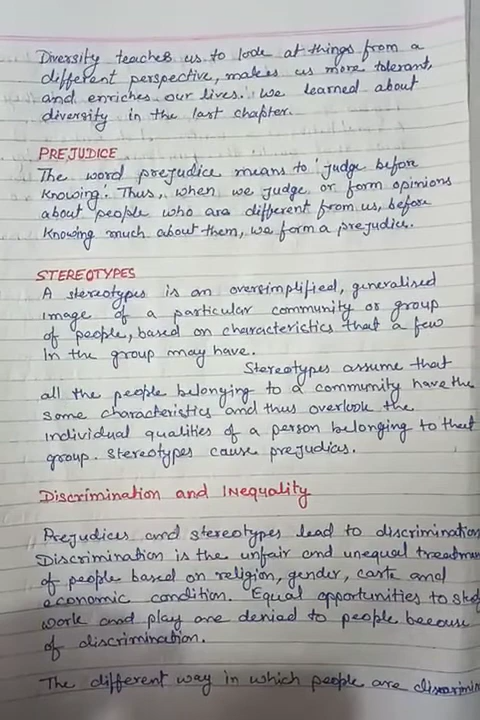 Diversity teaches us to look at things from a
different perspective, makes us more tolerant,
and enriches our lives. We learned about
diversity in the last chapter.
PREJUDICE
The word prejudice means to 'judge before
knowing'. Thus, when we judge, or form opinions
about people who are different from us, before
knowing much about them, we form a prejudice.
STEREOTYPES
A stereotypes is an oversimplified, generalised
image of a particular community or group
of people, based on characteristics that a few
in the group may have.
Stereotypes assume that
all the people belonging to a community have the
same characteristics and thus overlook the
individual qualities of a person belonging to that
group. Stereotypes cause prejudices.
Discrimination and Inequality
Prejudices and stereotypes lead to discrimination
Discrimination is the unfair and unequal treatmen
of people based on religion, gender, caste and
economic condition. Equal opportunities to
work and play are denied to people because
of discrimination.
The different way in which people are discrimin